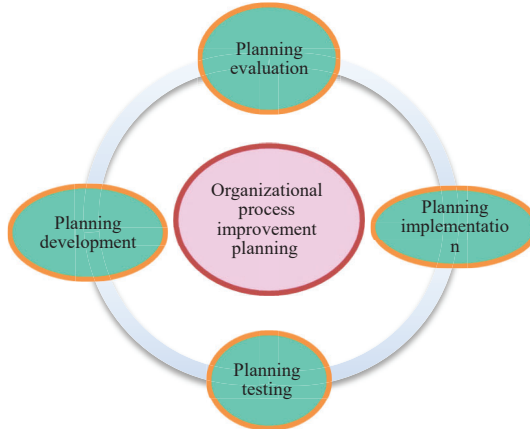 Planning
evaluation
Organizational
process
improvement
planning
Planning
development
Planning
implementatio
n
Planning
testing